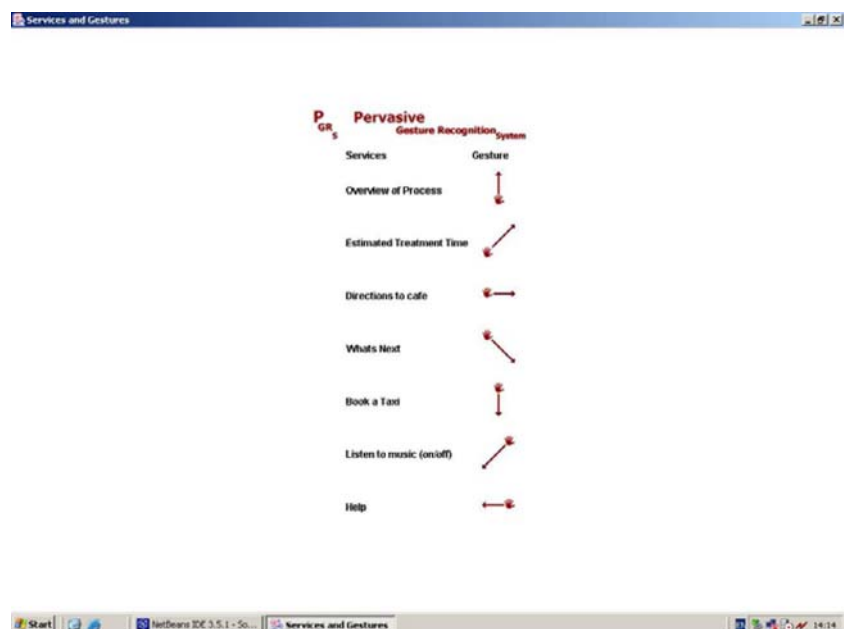 Services and Gestures
P GR S Pervasive Gesture Recognition System
Services Gesture
Overview of Process
Estimated Treatment Time
Directions to cafe
Whats Next
Book a Taxi
Listen to music (on/off)
Help
Start NetBeans IDE 3.5.1 - So... Services and Gestures 14:14